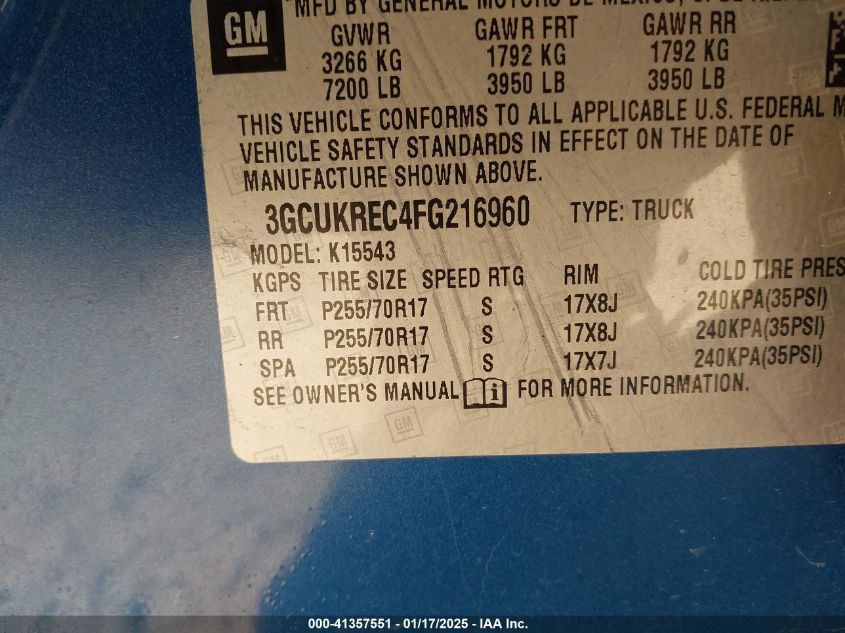 GM
*MFD BY GENERAL MOTORS DE MEXICO,
GVWR GAWR FRT GAWR RR
3266 KG 1792 KG 1792 KG
7200 LB 3950 LB 3950 LB
THIS VEHICLE CONFORMS TO ALL APPLICABLE U.S. FEDERAL M
VEHICLE SAFETY STANDARDS IN EFFECT ON THE DATE OF
MANUFACTURE SHOWN ABOVE.
3GCUKREC4FG216960 TYPE: TRUCK
MODEL: K15543
KGPS TIRE SIZE SPEED RTG RIM COLD TIRE PRES
FRT P255/70R17 S 17X8J 240KPA(35PSI)
RR P255/70R17 S 17X8J 240KPA(35PSI)
SPA P255/70R17 S 17X7J 240KPA(35PSI)
SEE OWNER'S MANUAL i FOR MORE INFORMATION.
000-41357551 - 01/17/2025 - IAA Inc.